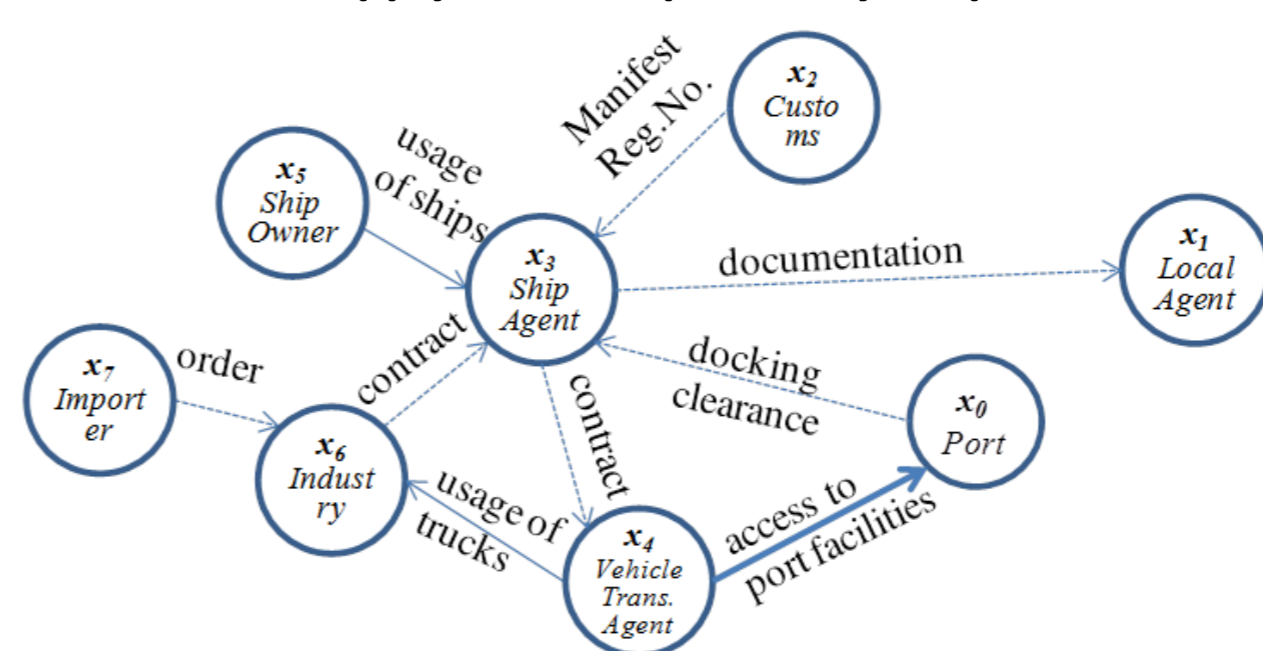 x2
Custo
ms
Manifest
Reg.No.
x5
Ship
Owner
usage
of ships
x3
Ship
Agent
documentation
x1
Local
Agent
x7
Import
er
order
contract
x6
Indust
ry
contract
docking
clearance
x0
Port
usage of
trucks
x4
Vehicle
Trans.
Agent
access to
port facilities